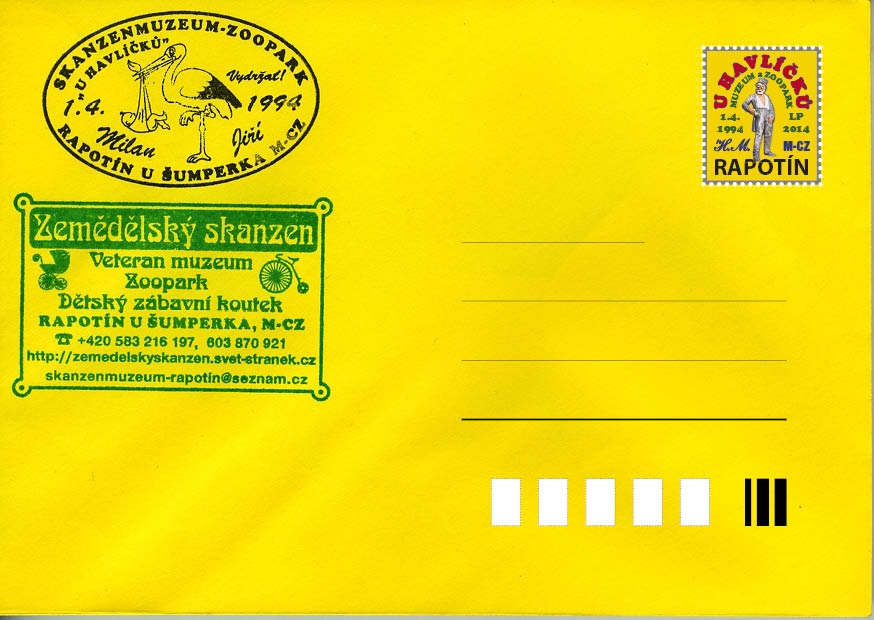 SKANZENMUZEUM-ZOOPARK
"U HAVLÍČKŮ"
Vydržat!
1.4. 1994
Milan Jiří
RAPOTÍN U ŠUMPERKA M-CZ
Zemědělský skanzen
Veteran muzeum
Zoopark
Dětský zábavní koutek
RAPOTÍN U ŠUMPERKA, M-CZ
☎ +420 583 216 197, 603 870 921
http://zemedelskyskanzen.svet-stranek.cz
skanzenmuzeum-rapotín@seznam.cz
U HAVLÍČKŮ
MUZEUM a ZOOPARK
1.4. LP
1994 2014
H.M. M-CZ
RAPOTÍN